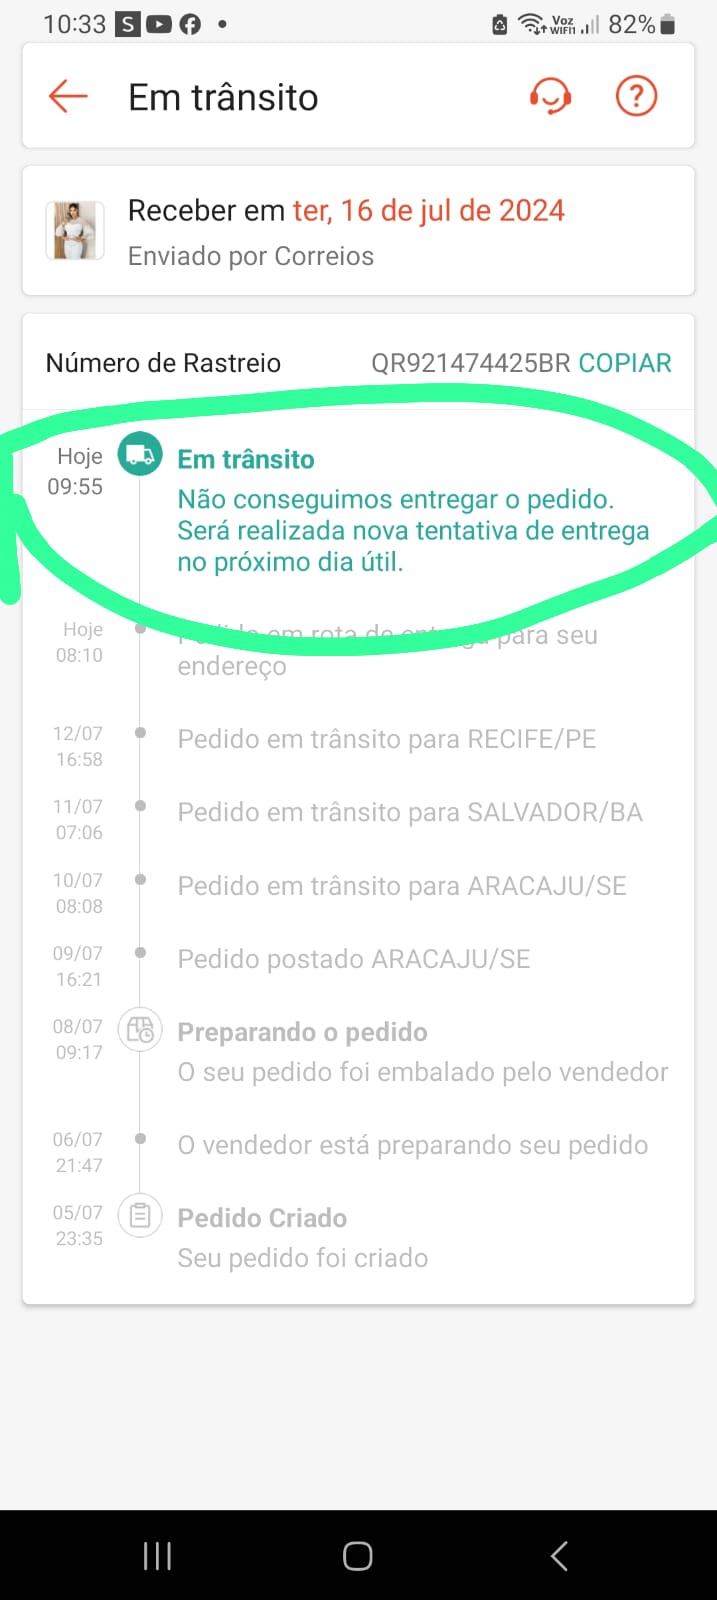 10:33 S Voz WIFI1 82%
Em trânsito ?
Receber em ter, 16 de jul de 2024
Enviado por Correios
Número de Rastreio QR921474425BR COPIAR
Hoje
09:55
Em trânsito
Não conseguimos entregar o pedido.
Será realizada nova tentativa de entrega
no próximo dia útil.
Hoje
08:10
Pedido em rota de entrega para seu
endereço
12/07
16:58
Pedido em trânsito para RECIFE/PE
11/07
07:06
Pedido em trânsito para SALVADOR/BA
10/07
08:08
Pedido em trânsito para ARACAJU/SE
09/07
16:21
Pedido postado ARACAJU/SE
08/07
09:17
Preparando o pedido
O seu pedido foi embalado pelo vendedor
06/07
21:47
O vendedor está preparando seu pedido
05/07
23:35
Pedido Criado
Seu pedido foi criado